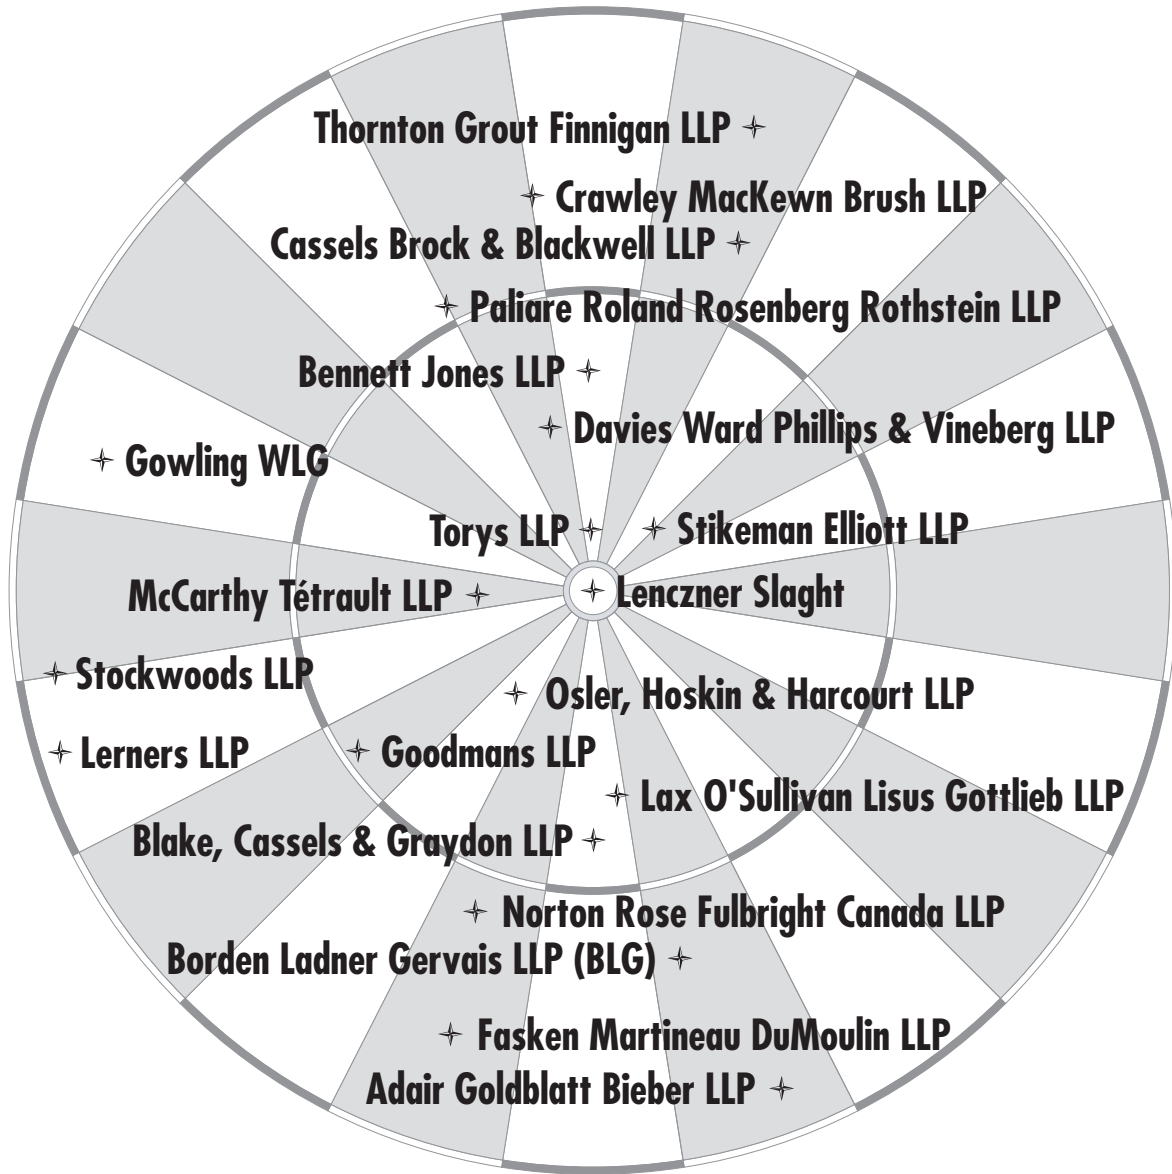 Thornton Grout Finnigan LLP
Crawley MacKewn Brush LLP
Cassels Brock & Blackwell LLP
Paliare Roland Rosenberg Rothstein LLP
Bennett Jones LLP
Davies Ward Phillips & Vineberg LLP
Gowling WLG
Torys LLP
Stikeman Elliott LLP
McCarthy Tétrault LLP
Lenczner Slaght
Stockwoods LLP
Osler, Hoskin & Harcourt LLP
Lerners LLP
Goodmans LLP
Lax O'Sullivan Lisus Gottlieb LLP
Blake, Cassels & Graydon LLP
Norton Rose Fulbright Canada LLP
Borden Ladner Gervais LLP (BLG)
Fasken Martineau DuMoulin LLP
Adair Goldblatt Bieber LLP